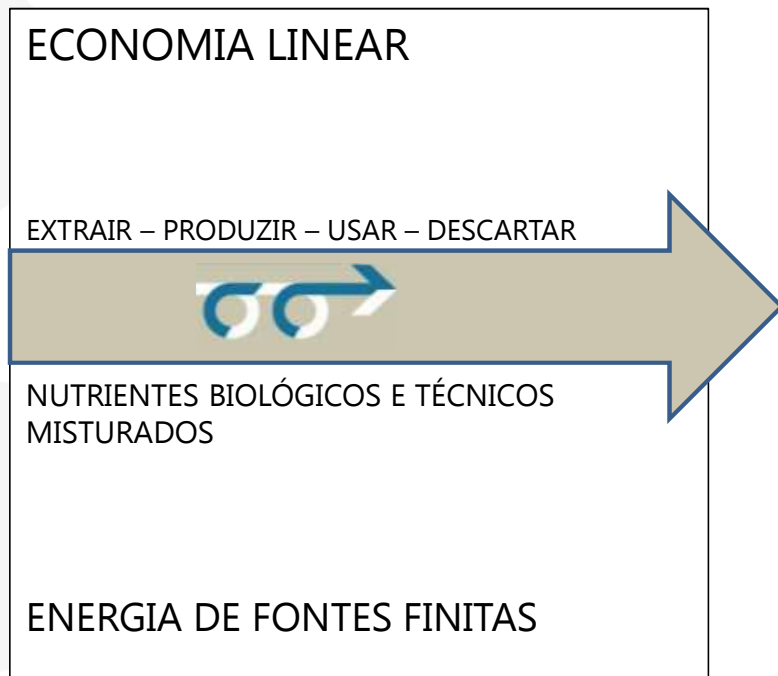 ECONOMIA LINEAR
EXTRAIR – PRODUZIR – USAR – DESCARTAR
NUTRIENTES BIOLÓGICOS E TÉCNICOS
MISTURADOS
ENERGIA DE FONTES FINITAS